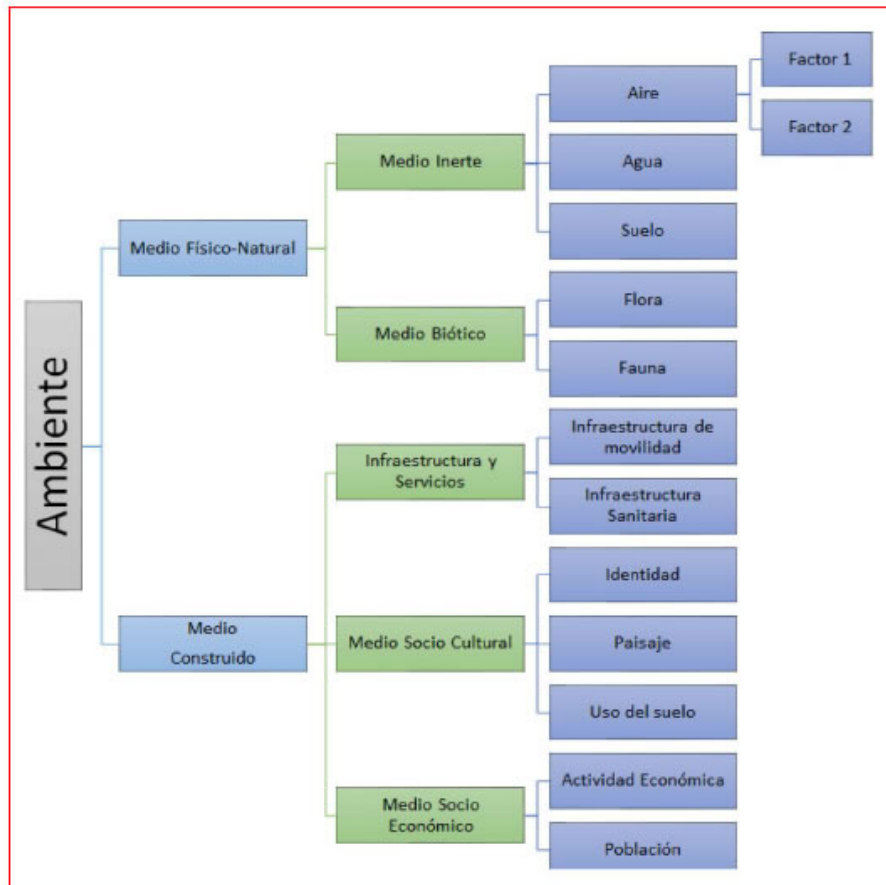 Ambiente
Medio Físico-Natural
Medio Inerte
Aire
Factor 1
Factor 2
Agua
Suelo
Medio Biótico
Flora
Fauna
Medio
Construido
Infraestructura y
Servicios
Infraestructura de
movilidad
Infraestructura
Sanitaria
Medio Socio Cultural
Identidad
Paisaje
Uso del suelo
Medio Socio
Económico
Actividad Económica
Población